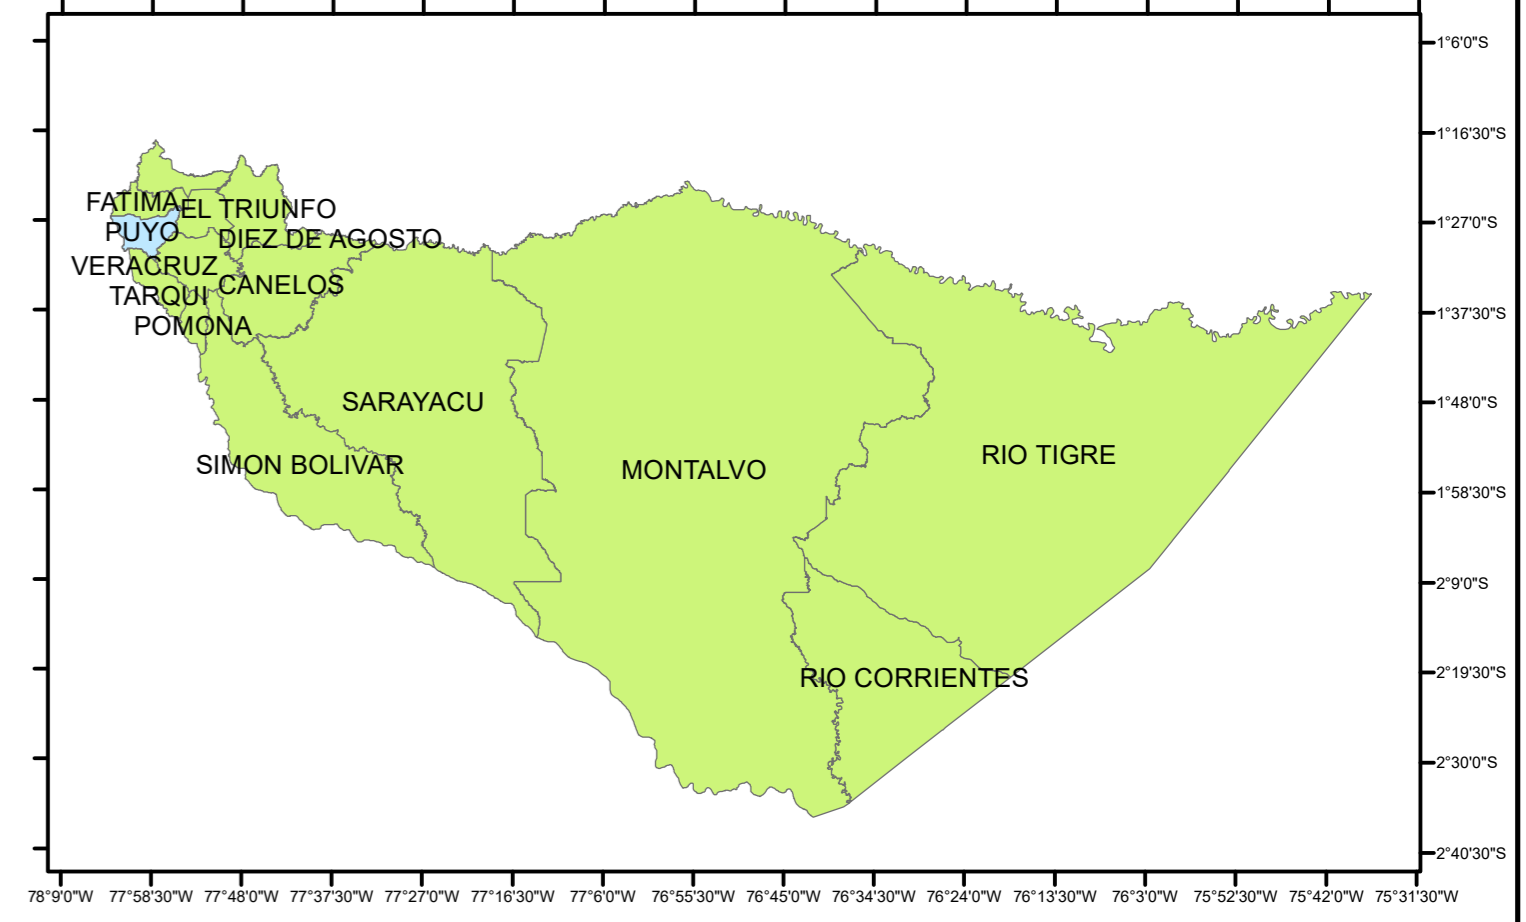 1°6'0"S
1°16'30"S
FATIMA
EL TRIUNFO
1°27'0"S
PUYO
DIEZ DE AGOSTO
VERACRUZ
CANELOS
TARQUI
1°37'30"S
POMONA
SARAYACU
1°48'0"S
RIO TIGRE
SIMON BOLIVAR
MONTALVO
1°58'30"S
2°9'0"S
2°19'30"S
RIO CORRIENTES
2°30'0"S
2°40'30"S
78°9'0"W 77°58'30"W 77°48'0"W 77°37'30"W 77°27'0"W 77°16'30"W 77°6'0"W 76°55'30"W 76°45'0"W 76°34'30"W 76°24'0"W 76°13'30"W 76°3'0"W 75°52'30"W 75°42'0"W 75°31'30"W